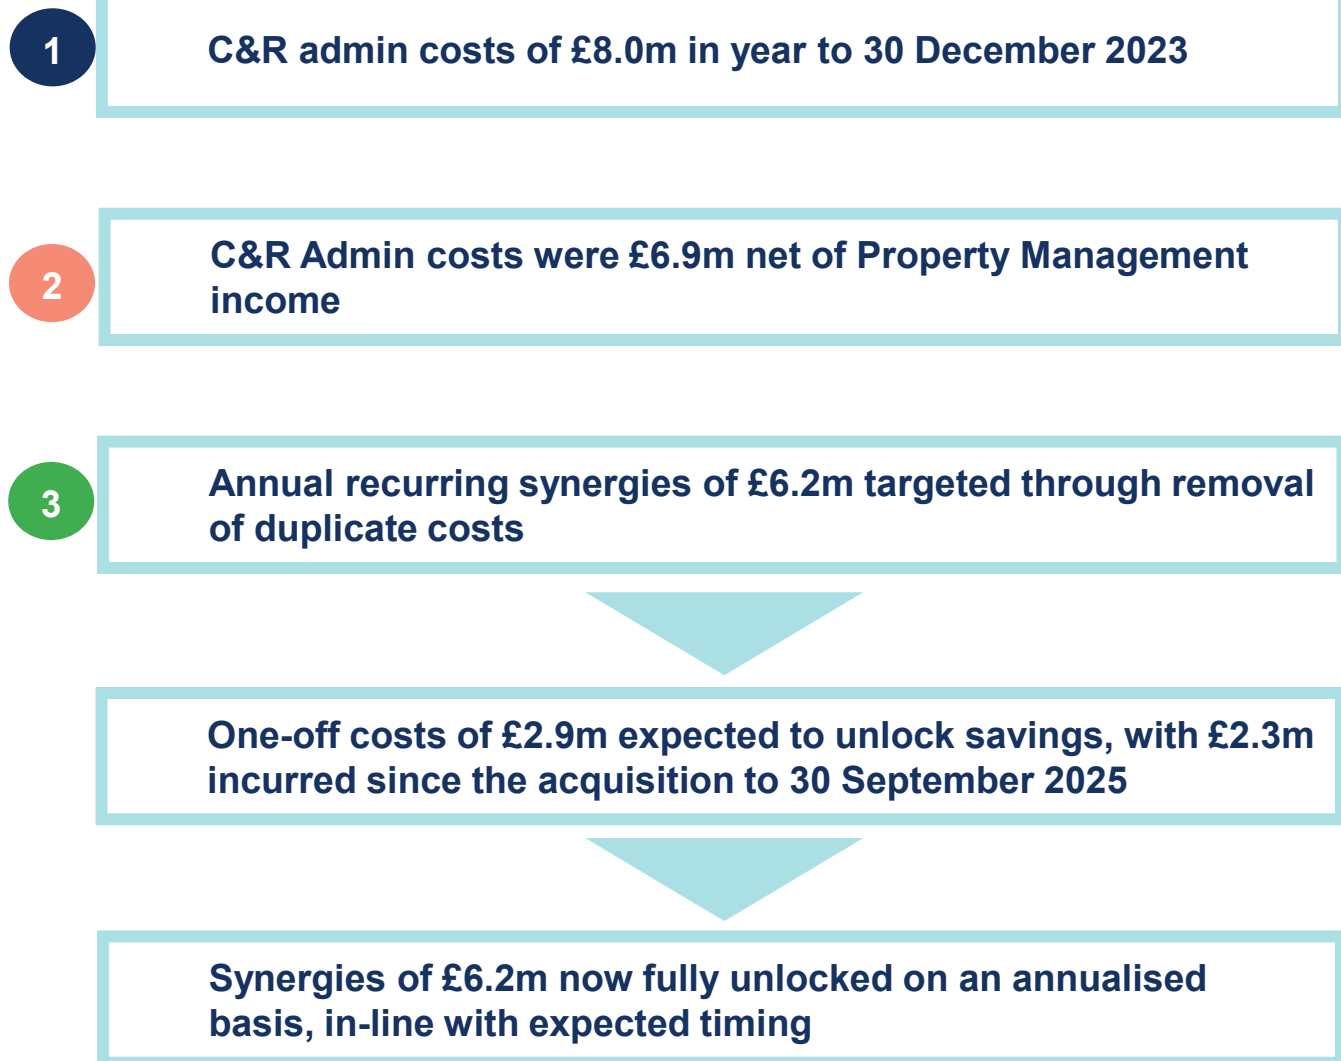 1
C&R admin costs of £8.0m in year to 30 December 2023
2
C&R Admin costs were £6.9m net of Property Management
income
3
Annual recurring synergies of £6.2m targeted through removal
of duplicate costs
One-off costs of £2.9m expected to unlock savings, with £2.3m
incurred since the acquisition to 30 September 2025
Synergies of £6.2m now fully unlocked on an annualised
basis, in-line with expected timing